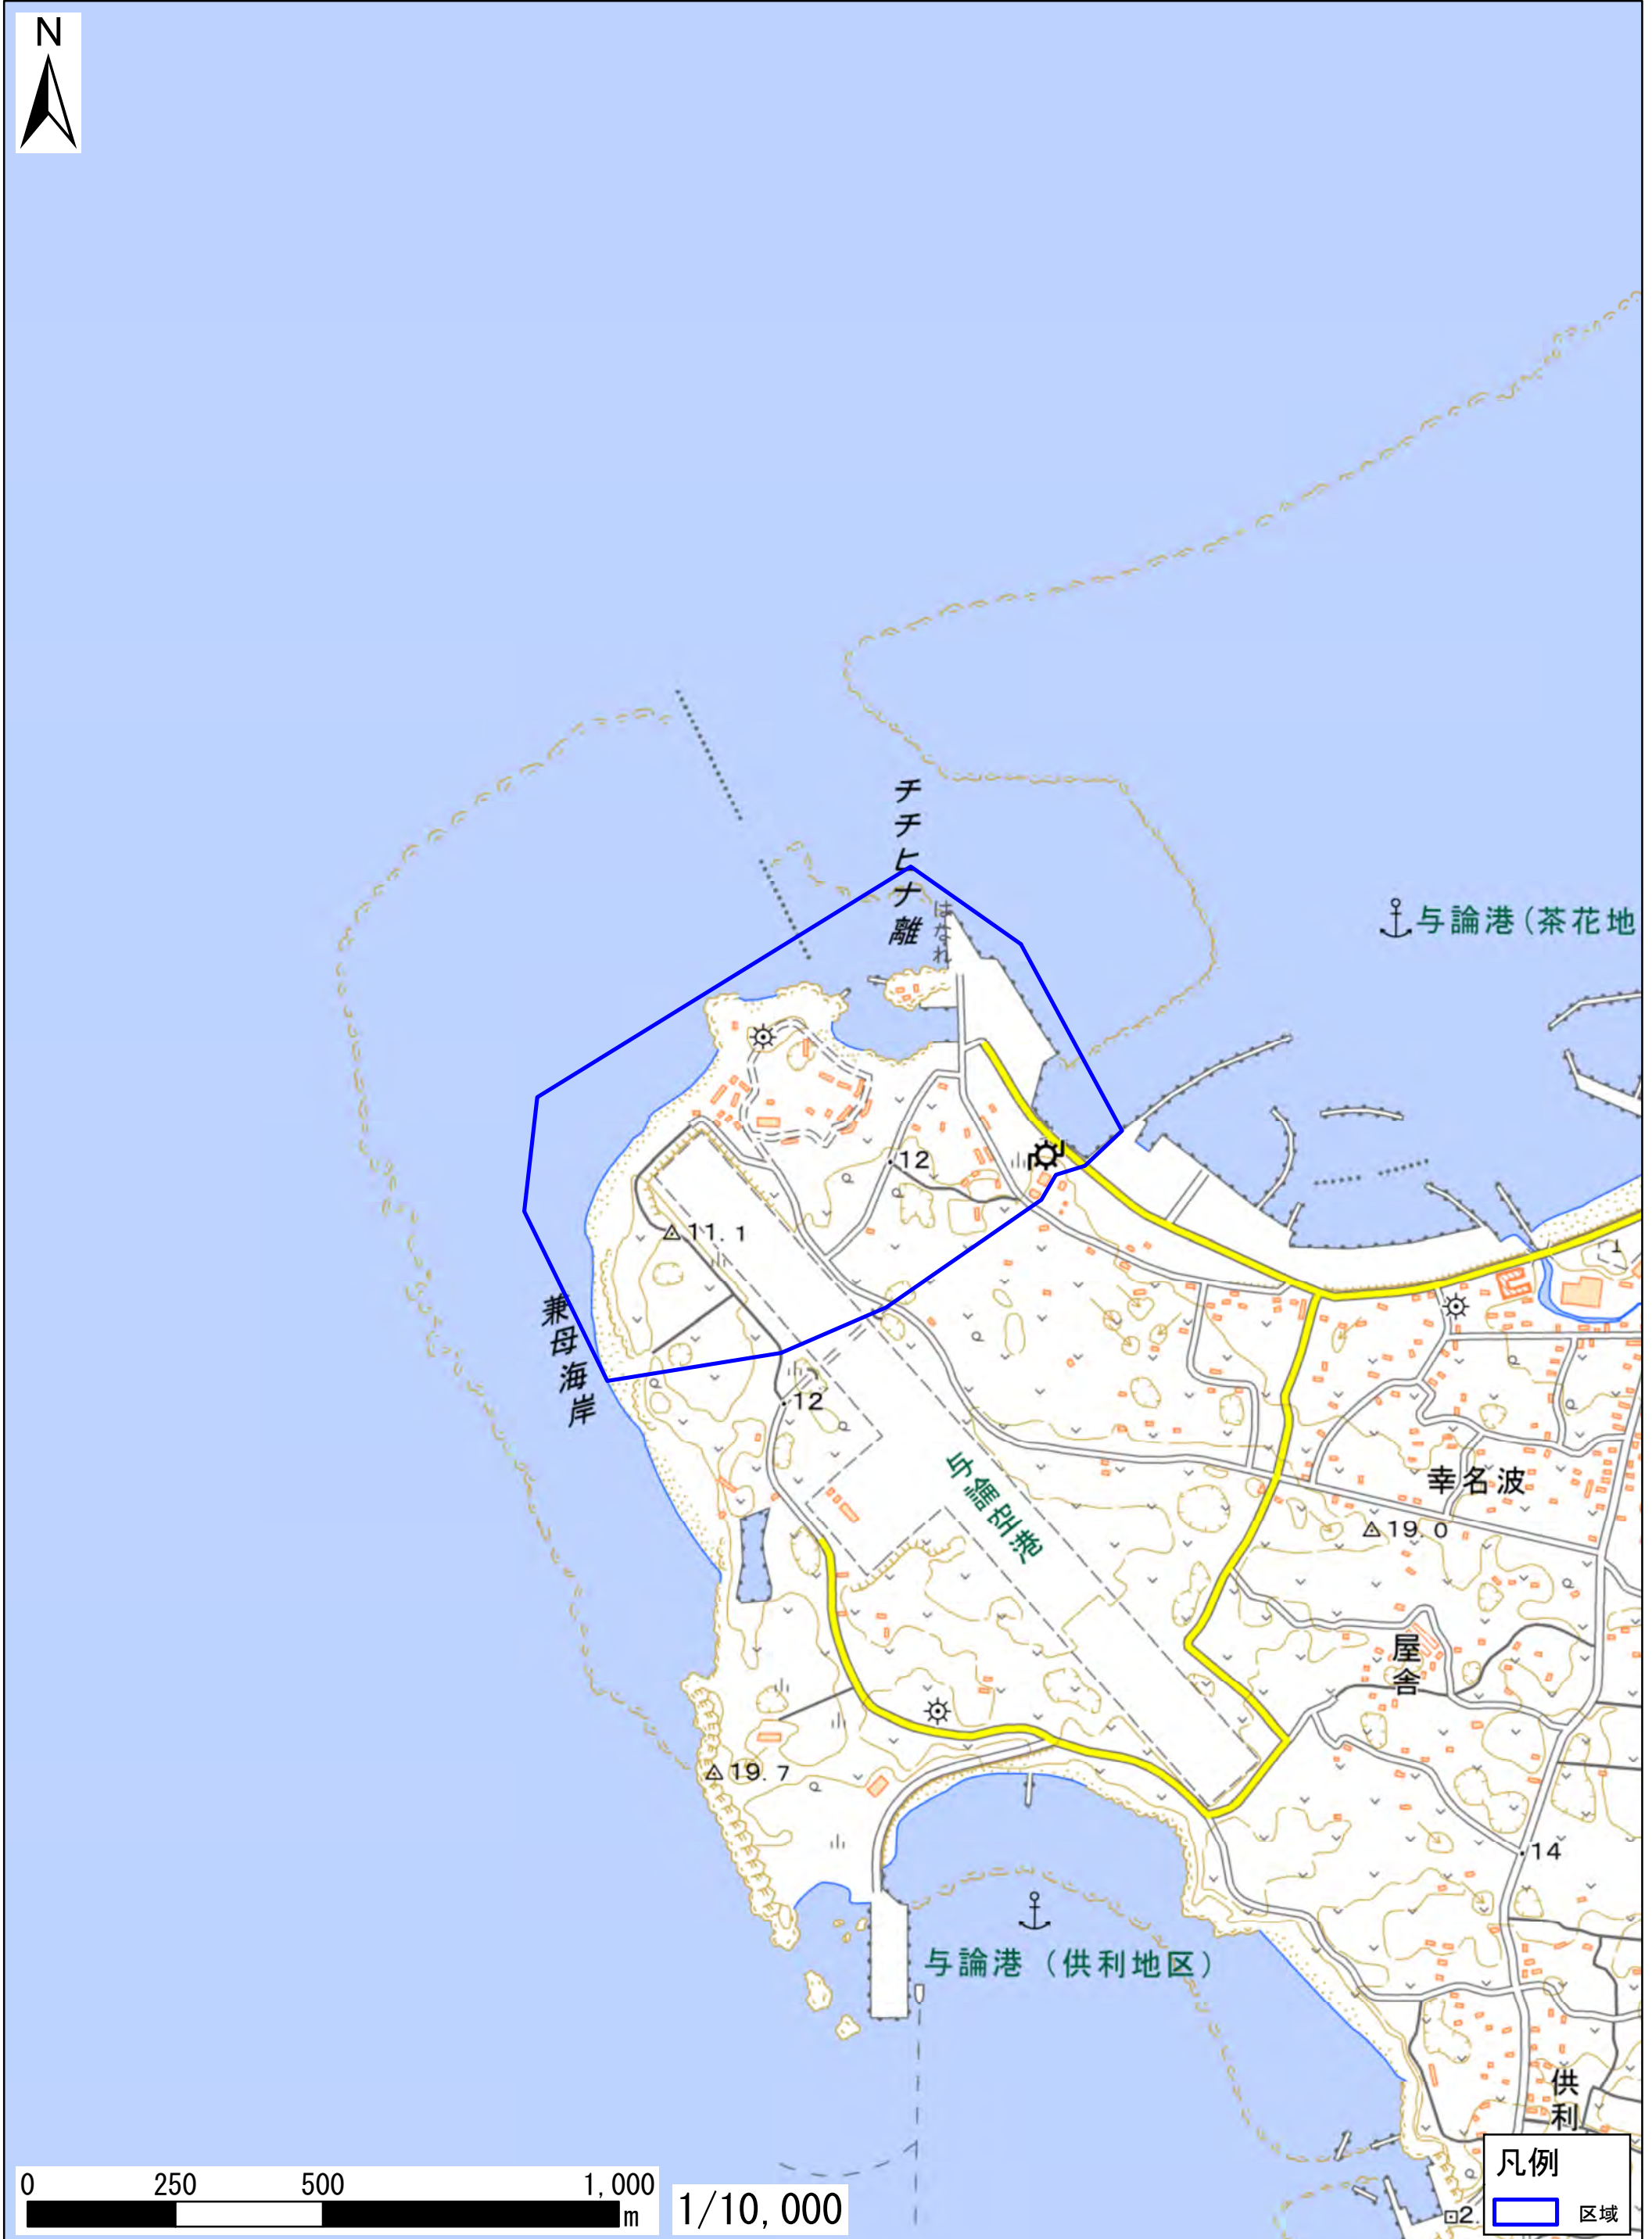 N
チチヒナ離
はなれ
与論港(茶花地
12
11.1
兼母海岸
12
与論空港
幸名波
19.0
屋舎
19.7
14
与論港(供利地区)
供利
凡例
区域
2.
0 250 500 1,000
m
1/10,000